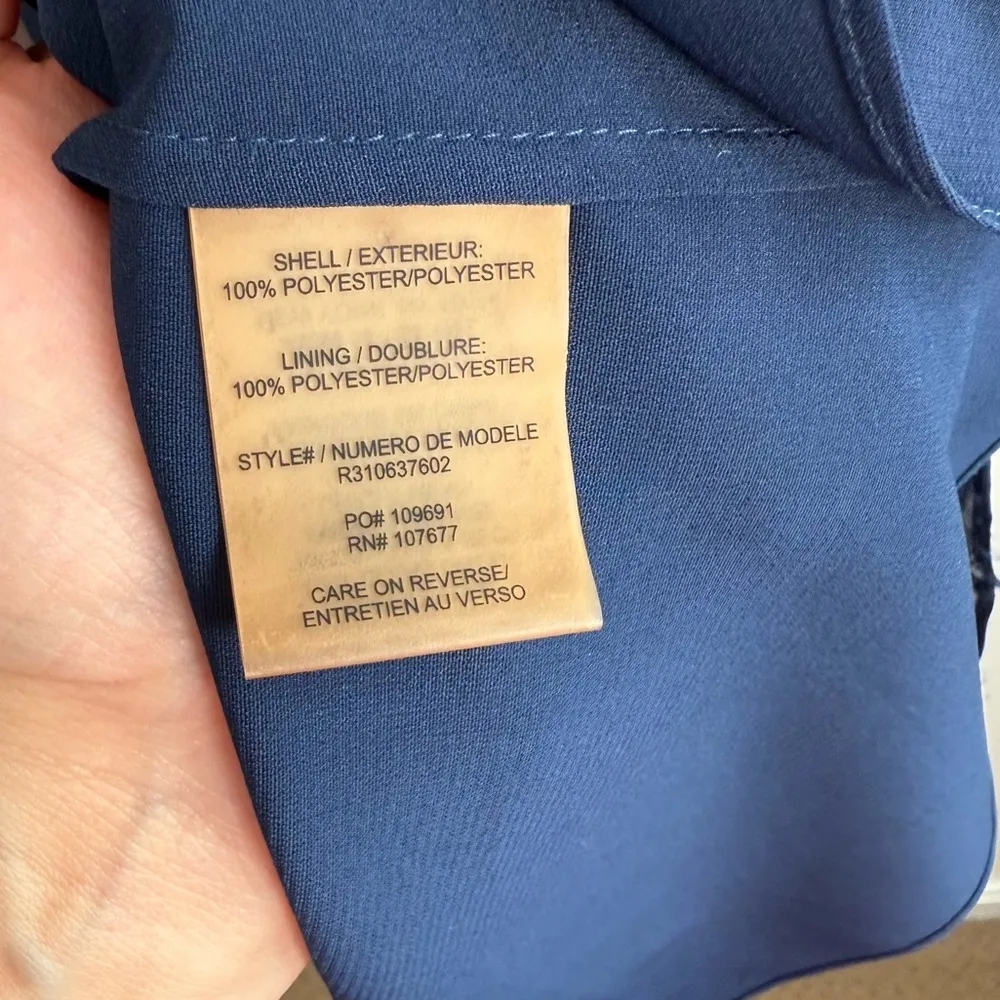 SHELL / EXTERIEUR:
100% POLYESTER/POLYESTER
LINING / DOUBLURE:
100% POLYESTER/POLYESTER
STYLE# / NUMERO DE MODELE
R310637602
PO# 109691
RN# 107677
CARE ON REVERSE/
ENTRETIEN AU VERSO